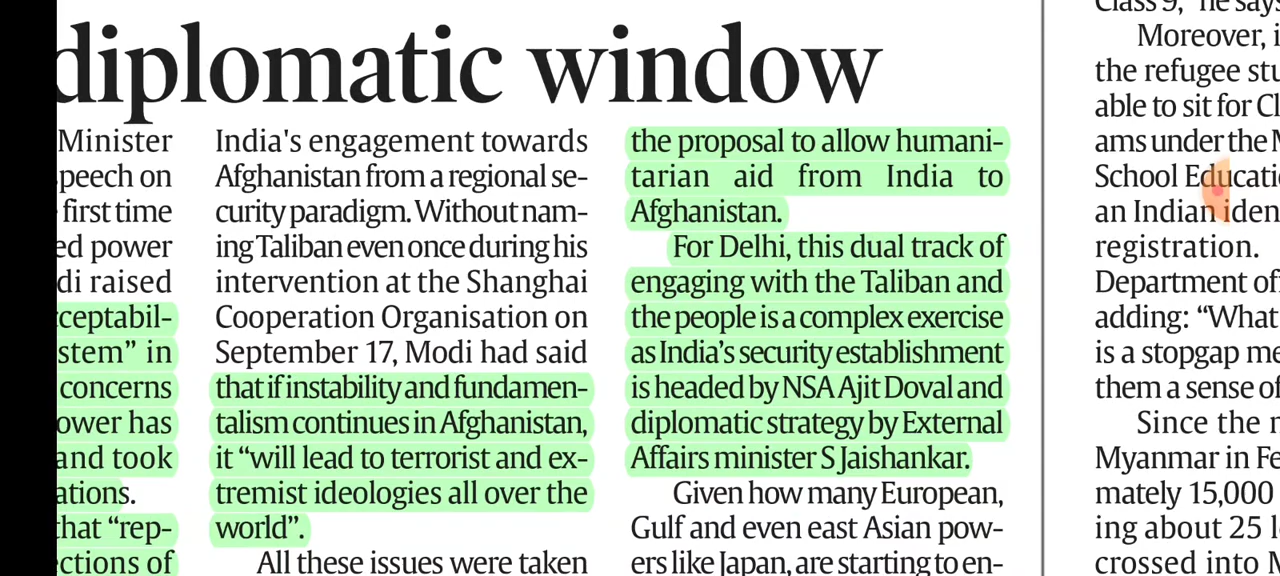 diplomatic window
Minister
speech on
first time
ed power
di raised
cceptabil-
stem” in
concerns
ower has
and took
ations.
that “rep-
ctions of
India's engagement towards
Afghanistan from a regional se-
curity paradigm. Without nam-
ing Taliban even once during his
intervention at the Shanghai
Cooperation Organisation on
September 17, Modi had said
that if instability and fundamen-
talism continues in Afghanistan,
it “will lead to terrorist and ex-
tremist ideologies all over the
world”.
All these issues were taken
the proposal to allow humani-
tarian aid from India to
Afghanistan.
For Delhi, this dual track of
engaging with the Taliban and
the people is a complex exercise
as India’s security establishment
is headed by NSA Ajit Doval and
diplomatic strategy by External
Affairs minister S Jaishankar.
Given how many European,
Gulf and even east Asian pow-
ers like Japan, are starting to en-
Class 9,” he says
Moreover, i
the refugee stu
able to sit for Cl
ams under the M
School Educati
an Indian iden
registration.
Department off
adding: “What
is a stopgap me
them a sense of
Since the m
Myanmar in Fe
mately 15,000
ing about 25 l
crossed into M